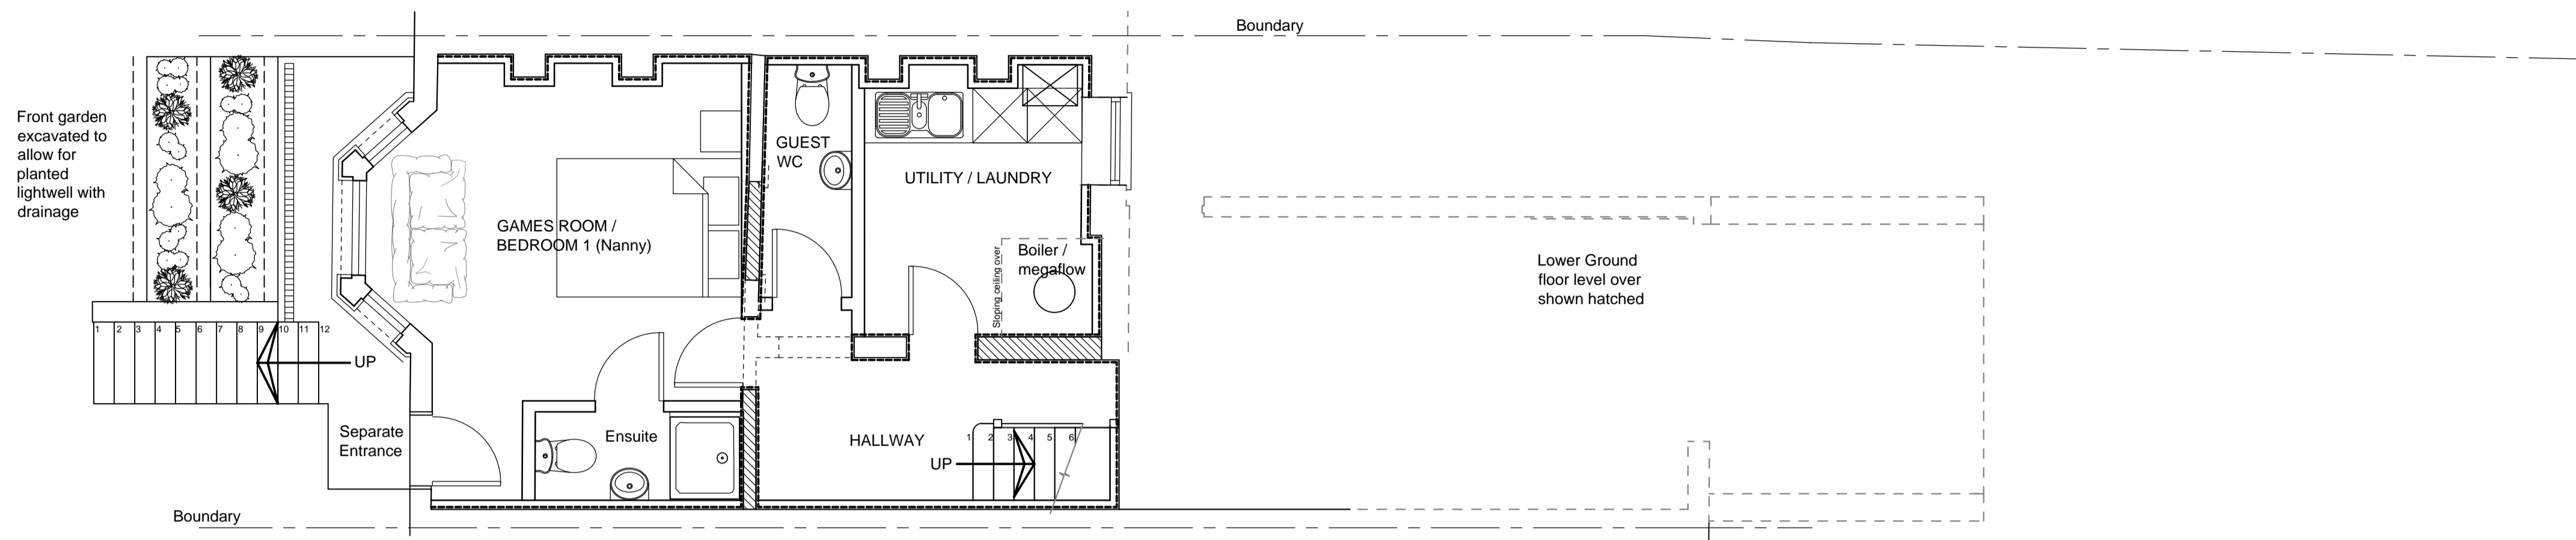 Boundary
Front garden
excavated to
allow for
planted
lightwell with
drainage
GUEST
WC
UTILITY / LAUNDRY
GAMES ROOM /
BEDROOM 1 (Nanny)
Sloping ceiling over
Boiler /
megaflow
Lower Ground
floor level over
shown hatched
1 2 3 4 5 6 7 8 9 10 11 12
UP
Separate
Entrance
Ensuite
HALLWAY
1 2 3 4 5 6
UP
Boundary